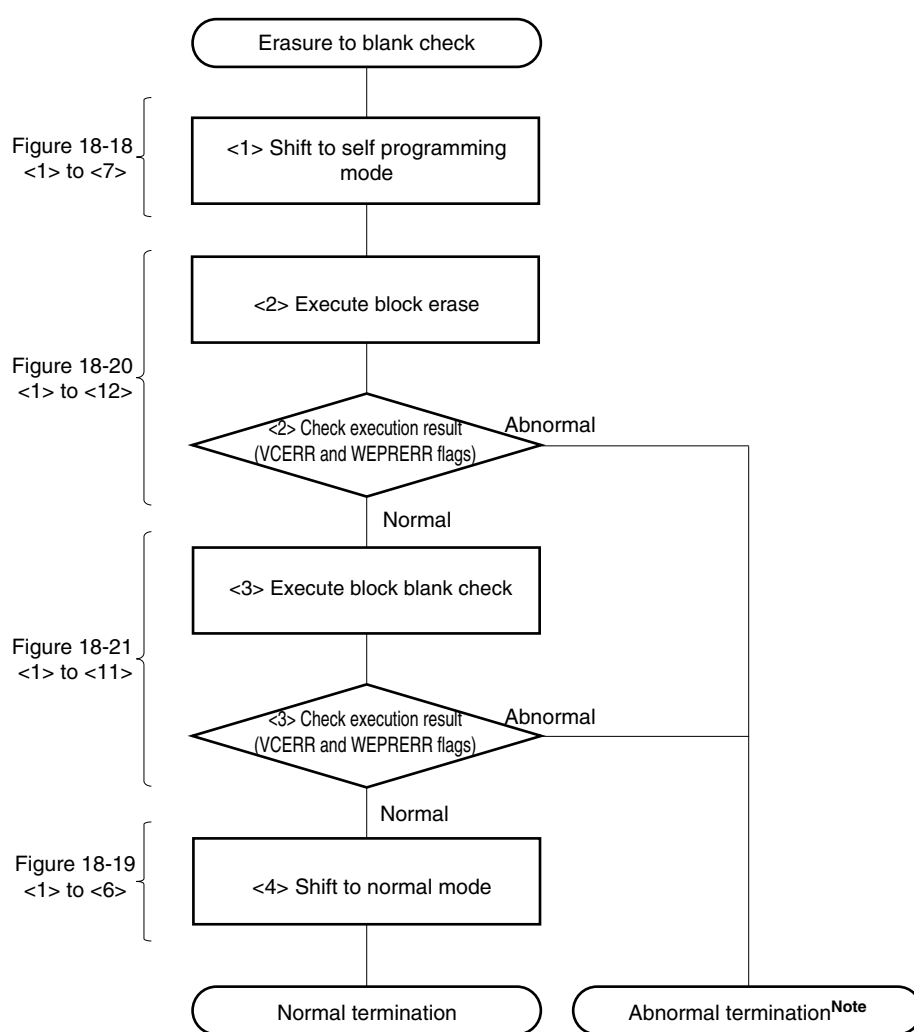 Erasure to blank check
Figure 18-18
<1> to <7>
<1> Shift to self programming
mode
<2> Execute block erase
Figure 18-20
<1> to <12>
<2> Check execution result
(VCERR and WEPRERR flags)
Abnormal
Normal
<3> Execute block blank check
Figure 18-21
<1> to <11>
<3> Check execution result
(VCERR and WEPRERR flags)
Abnormal
Normal
Figure 18-19
<1> to <6>
<4> Shift to normal mode
Normal termination
Abnormal termination Note